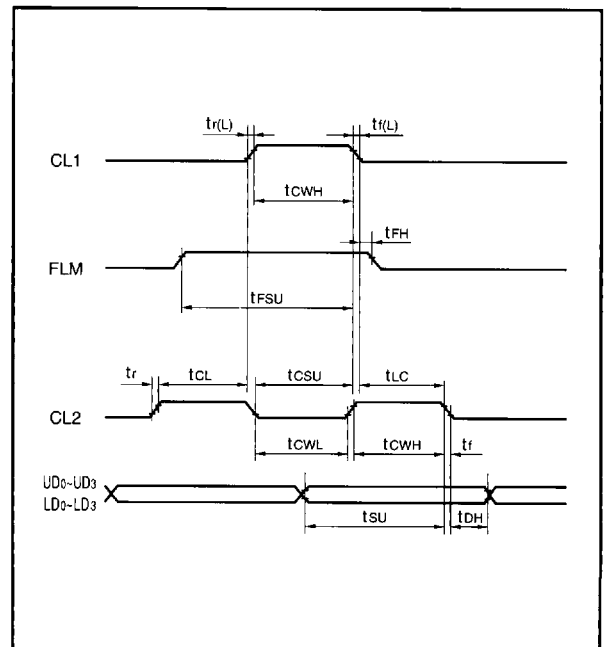 tr(L) tf(L)
CL1
tCWH
tFH
FLM
tFSU
tr tCL tCSU tLC
CL2
tCWL tCWH tf
UD0~UD3
LD0~LD3
tSU tDH